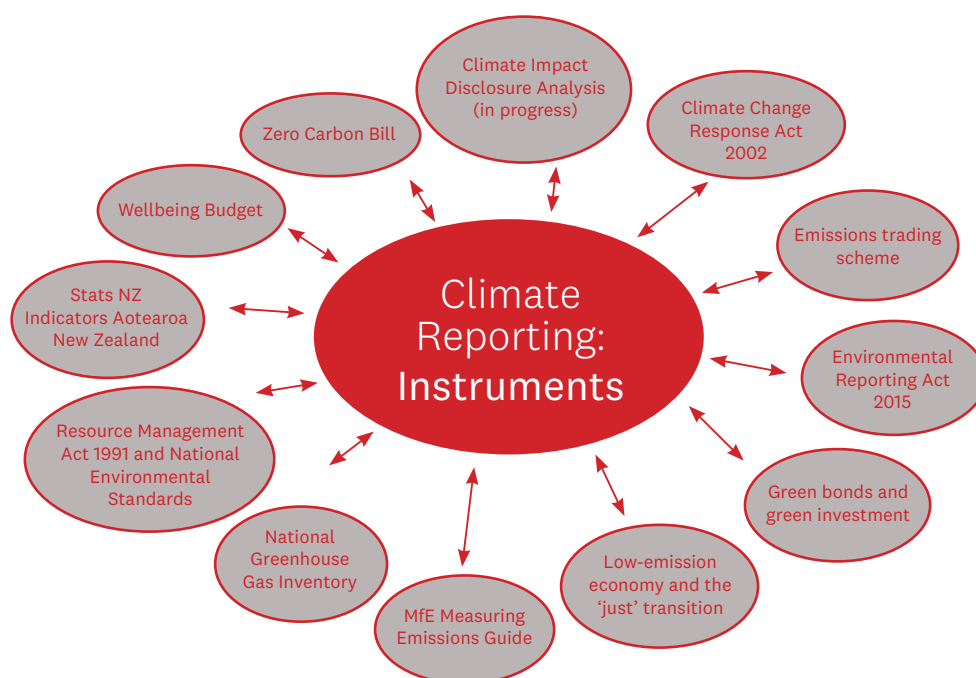 Climate Impact
Disclosure Analysis
(in progress)
Climate Change
Response Act
2002
Zero Carbon Bill
Wellbeing Budget
Emissions trading
scheme
Stats NZ
Indicators Aotearoa
New Zealand
Climate
Reporting:
Instruments
Environmental
Reporting Act
2015
Resource Management
Act 1991 and National
Environmental
Standards
Green bonds and
green investment
National
Greenhouse
Gas Inventory
Low-emission
economy and the
‘just’ transition
MfE Measuring
Emissions Guide